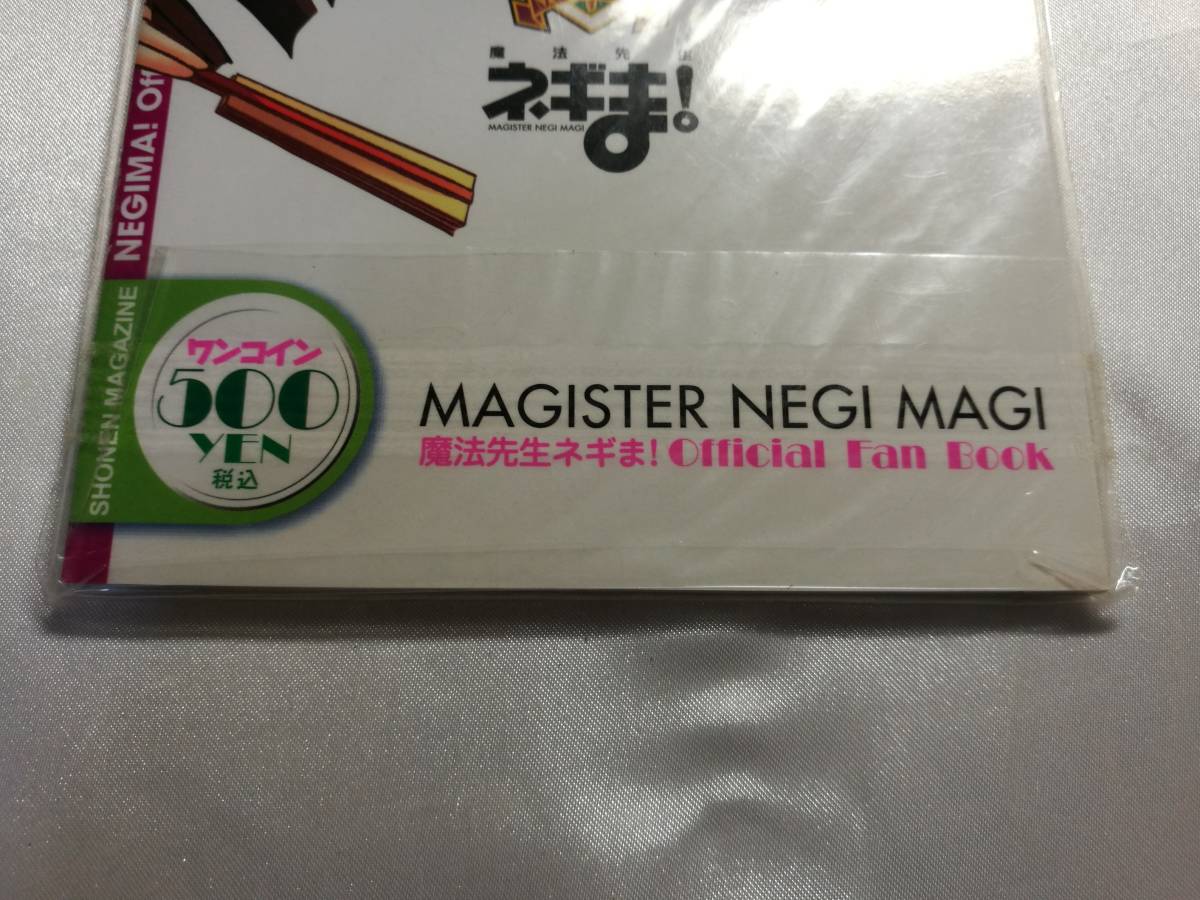 魔法先生
ネギま!
MAGISTER NEGI MAGI
NEGIMA! Off
SHONEN MAGAZINE
ワンコイン
500
YEN
税込
MAGISTER NEGI MAGI
魔法先生ネギま! Official Fan Book